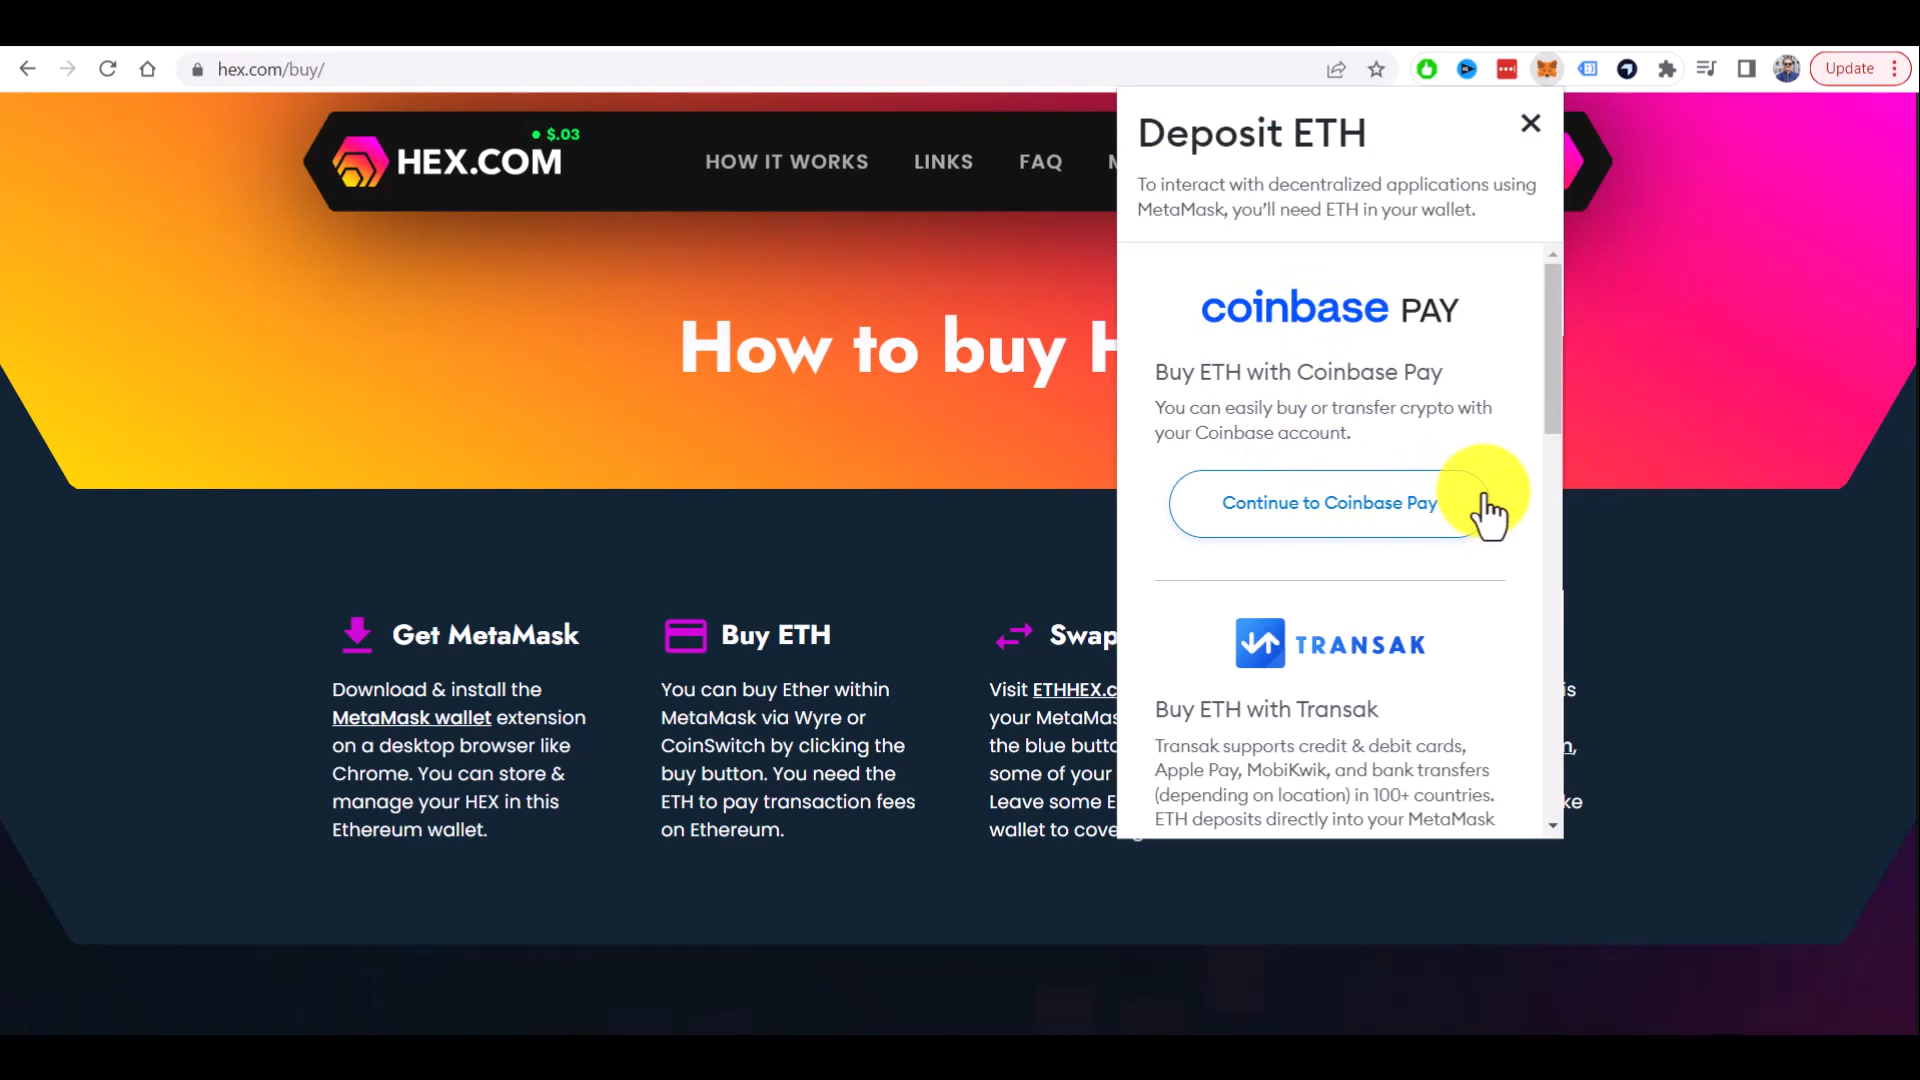 hex.com/buy/
Update
$.03
HEX.COM
HOW IT WORKS
LINKS
FAQ
How to buy
Get MetaMask
Download & install the
MetaMask wallet extension
on a desktop browser like
Chrome. You can store &
manage your HEX in this
Ethereum wallet.
Buy ETH
You can buy Ether within
MetaMask via Wyre or
CoinSwitch by clicking the
buy button. You need the
ETH to pay transaction fees
on Ethereum.
Swap
Visit ETHHEX.c
your MetaMas
the blue butto
some of your
Leave some E
wallet to cove
Deposit ETH
To interact with decentralized applications using
MetaMask, you'll need ETH in your wallet.
coinbase PAY
Buy ETH with Coinbase Pay
You can easily buy or transfer crypto with
your Coinbase account.
Continue to Coinbase Pay
TRANSAK
Buy ETH with Transak
Transak supports credit & debit cards,
Apple Pay, MobiKwik, and bank transfers
(depending on location) in 100+ countries.
ETH deposits directly into your MetaMask